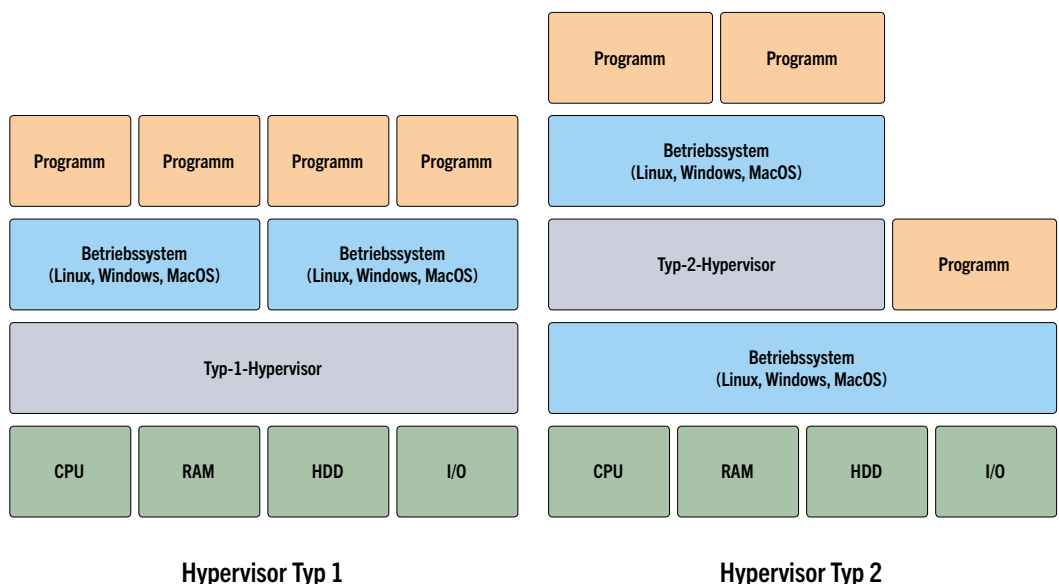 Programm
Programm
Programm
Programm
Betriebssystem
(Linux, Windows, MacOS)
Betriebssystem
(Linux, Windows, MacOS)
Typ-1-Hypervisor
CPU
RAM
HDD
I/O
Hypervisor Typ 1
Programm
Programm
Betriebssystem
(Linux, Windows, MacOS)
Typ-2-Hypervisor
Programm
Betriebssystem
(Linux, Windows, MacOS)
CPU
RAM
HDD
I/O
Hypervisor Typ 2